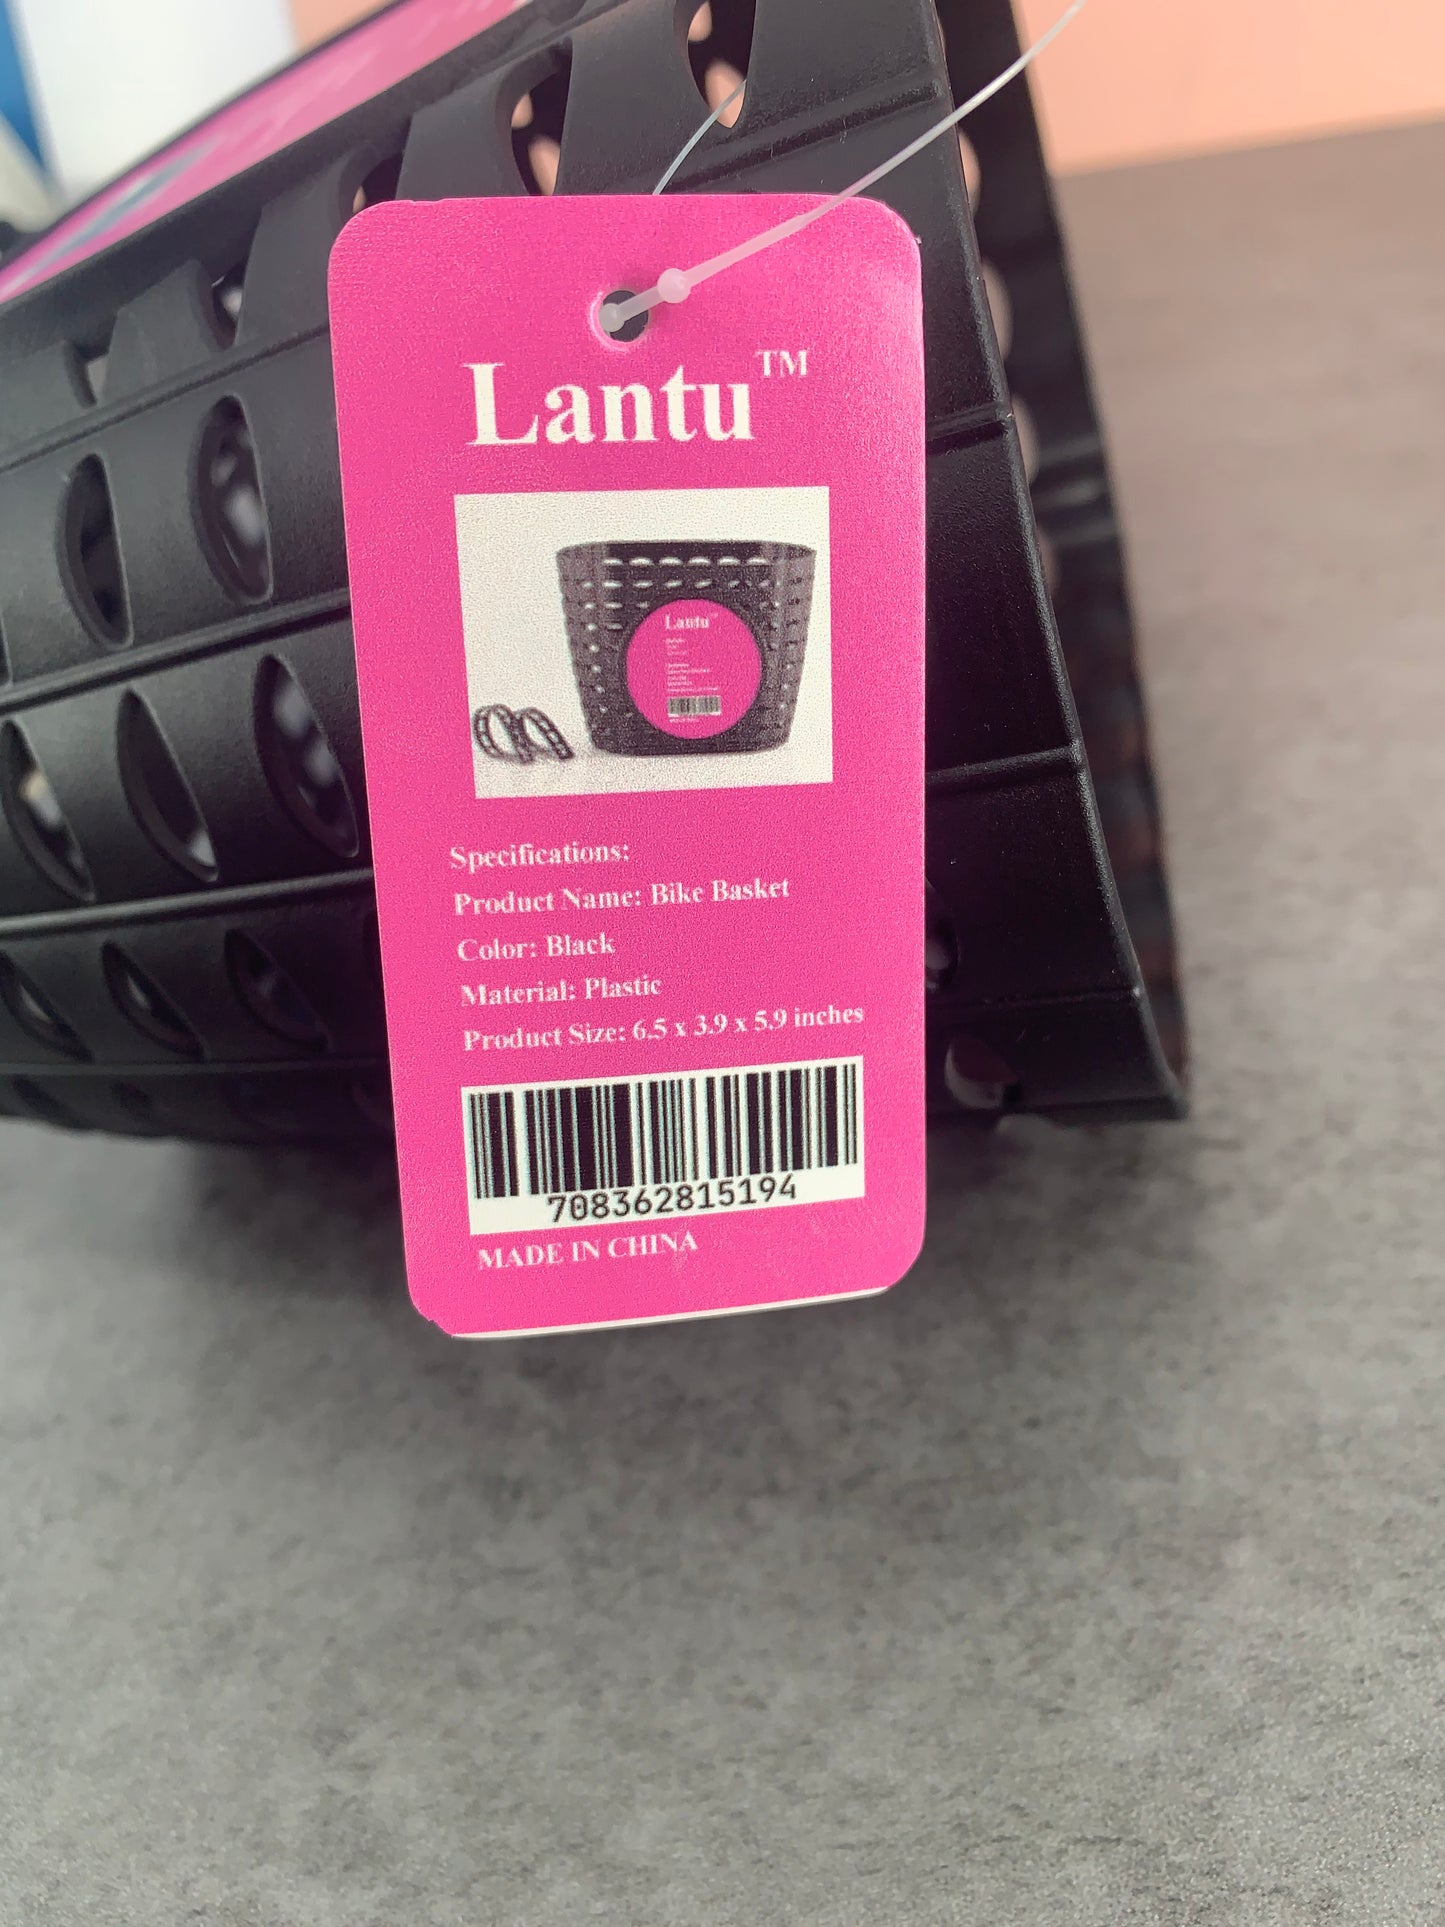 Lantu™
Lantu
Specifications:
Product Name: Bike Basket
Color: Black
Material: Plastic
Product Size: 6.5 x 3.9 x 5.9 inches
708362815194
MADE IN CHINA